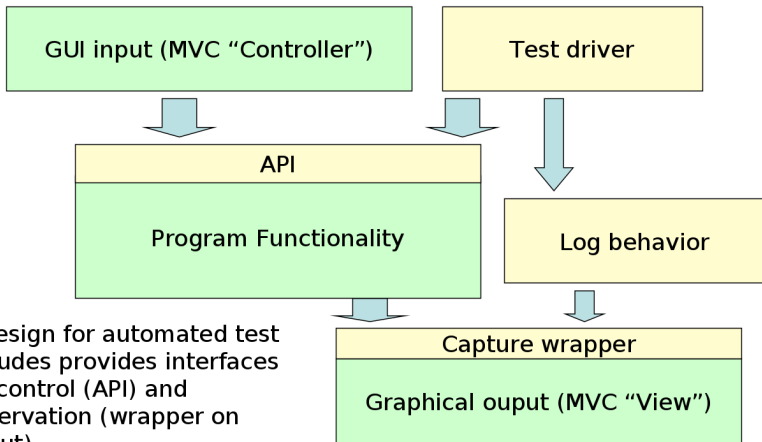 GUI input (MVC “Controller”)
Test driver
API
Program Functionality
Log behavior
esign for automated test
udes provides interfaces
control (API) and
ervation (wrapper on
Capture wrapper
Graphical ouput (MVC “View”)